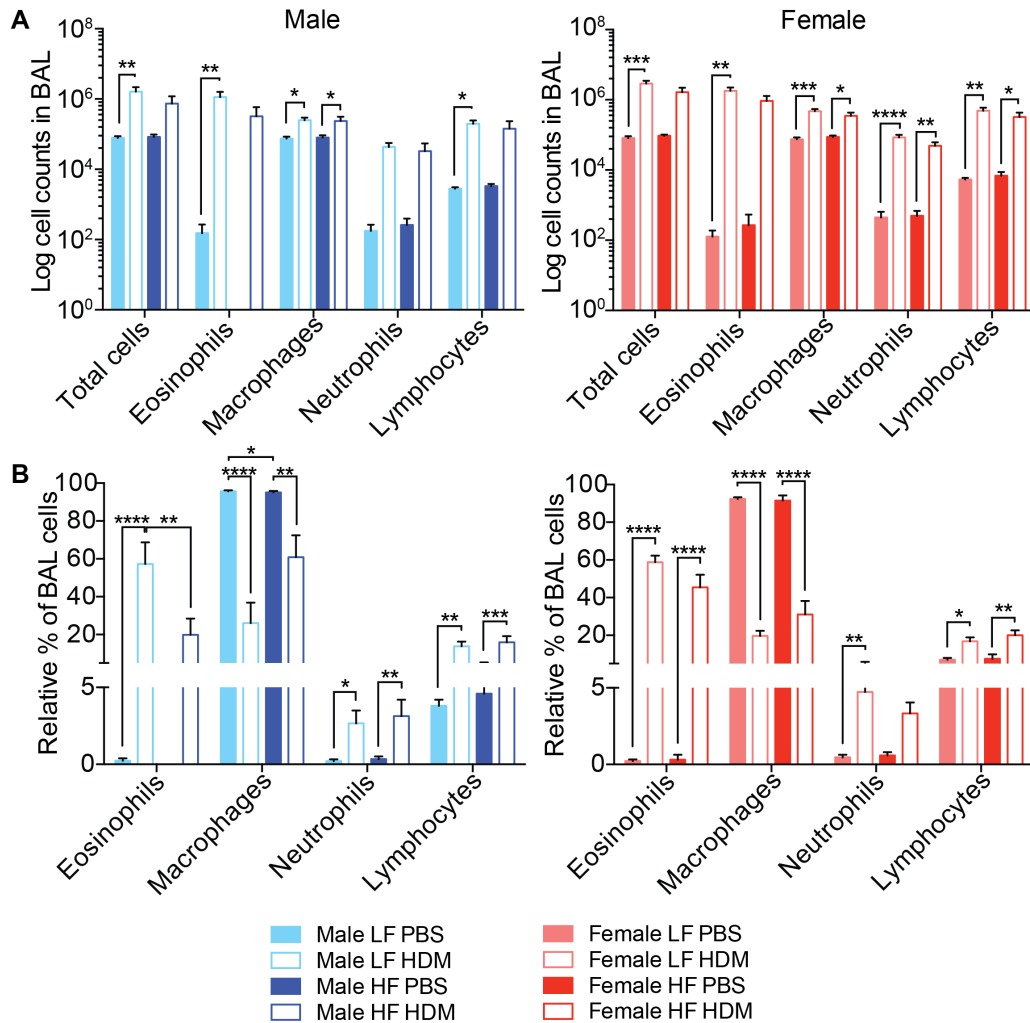 A
Male
Female
Log cell counts in BAL
10^8
10^6
10^4
10^2
10^0
** ** * * *
Total cells
Eosinophils
Macrophages
Neutrophils
Lymphocytes
Log cell counts in BAL
10^8
10^6
10^4
10^2
10^0
*** ** *** * **** ** ** *
Total cells
Eosinophils
Macrophages
Neutrophils
Lymphocytes
B
Relative % of BAL cells
100
80
60
40
20
5
0
**** ** **** * ** * ** ** ***
Eosinophils
Macrophages
Neutrophils
Lymphocytes
Relative % of BAL cells
100
80
60
40
20
5
0
**** **** **** **** ** * **
Eosinophils
Macrophages
Neutrophils
Lymphocytes
Male LF PBS
Male LF HDM
Male HF PBS
Male HF HDM
Female LF PBS
Female LF HDM
Female HF PBS
Female HF HDM